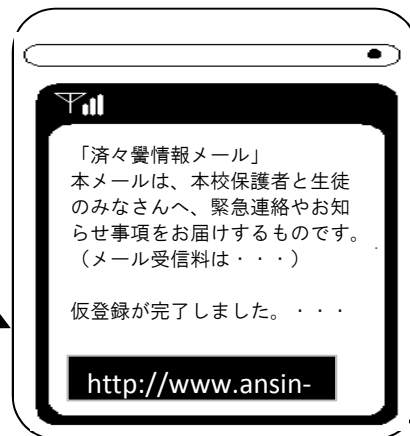 「済々黌情報メール」
本メールは、本校保護者と生徒
のみなさんへ、緊急連絡やお知
らせ事項をお届けするものです。
（メール受信料は・・・）
仮登録が完了しました。・・・
http://www.ansin-